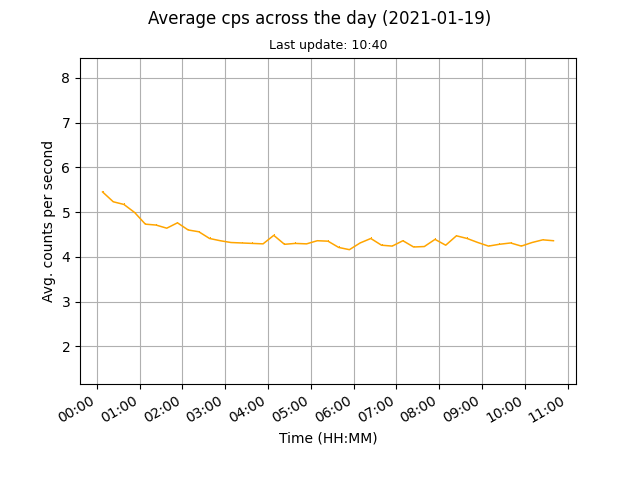 Average cps across the day (2021-01-19)
Last update: 10:40
8
7
6
5
4
3
2
Avg. counts per second
00:00 01:00 02:00 03:00 04:00 05:00 06:00 07:00 08:00 09:00 10:00 11:00
Time (HH:MM)